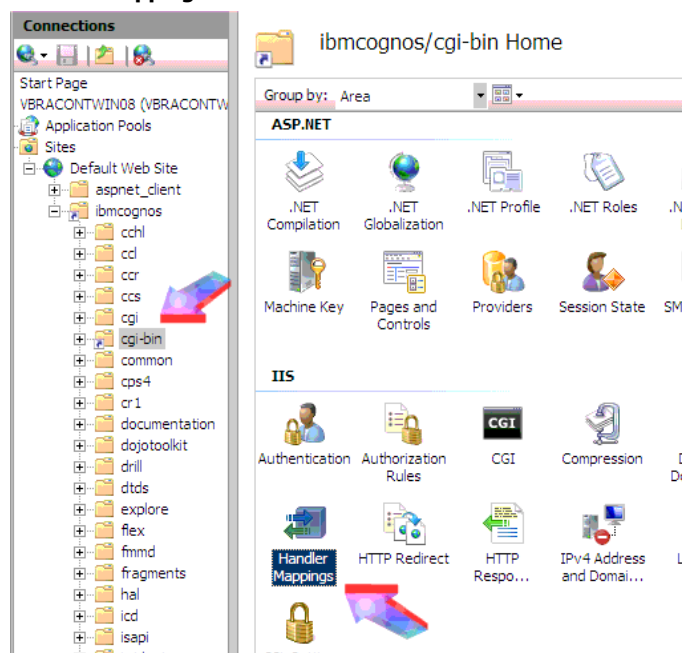 Connections
Start Page
VBRACONTWIN08 (VBRACONTW
Application Pools
Sites
Default Web Site
aspnet_client
ibmcognos
cchl
ccl
ccr
ccs
cgi
cgi-bin
common
cps4
cr1
documentation
dojotoolkit
drill
dtds
explore
flex
fmmd
fragments
hal
icd
isapi
ibmcognos/cgi-bin Home
Group by: Area
ASP.NET
.NET Compilation
.NET Globalization
.NET Profile
.NET Roles
Machine Key
Pages and Controls
Providers
Session State
SM
IIS
Authentication
Authorization Rules
CGI
CGI
Compression
Handler Mappings
HTTP Redirect
HTTP Respo...
IPv4 Address and Domai...